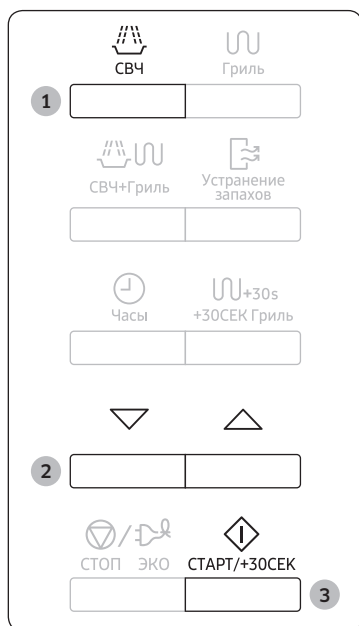 СВЧ Гриль
1
СВЧ+Гриль Устранение
запахов
+30s
Часы +30СЕК Гриль
2
СТОП ЭКО СТАРТ/+30СЕК
3